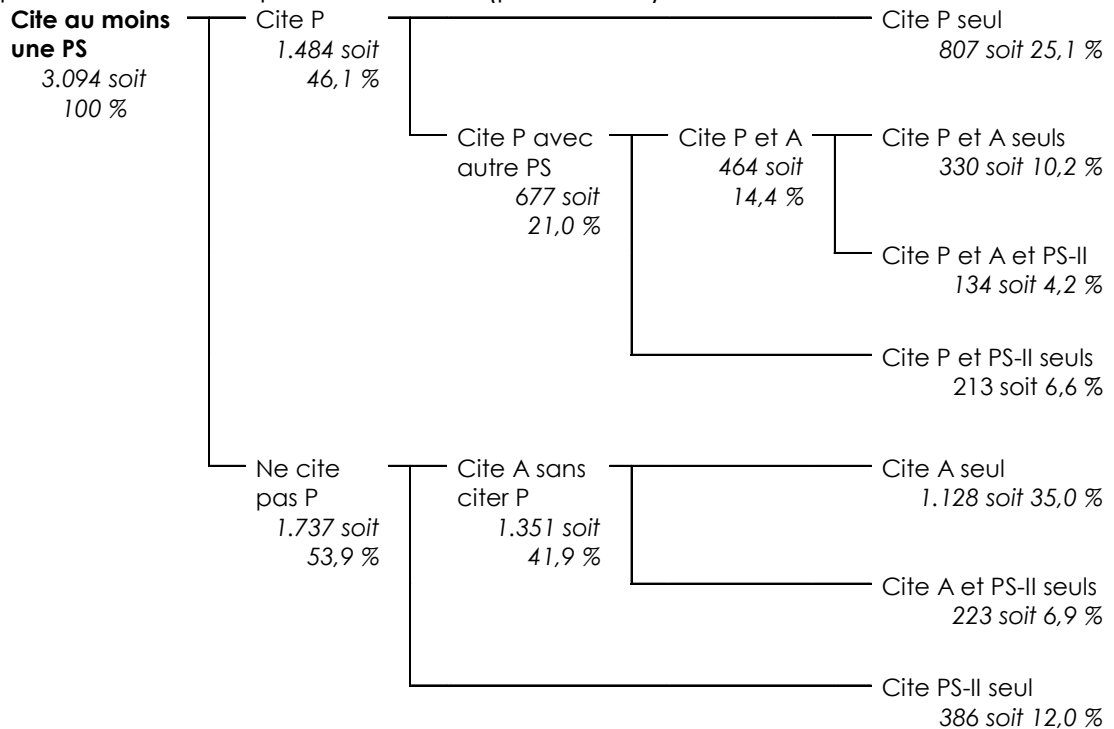 Cite au moins
une PS
3.094 soit
100 %
Cite P
1.484 soit
46,1 %
Cite P seul
807 soit 25,1 %
Cite P avec
autre PS
677 soit
21,0 %
Cite P et A
464 soit
14,4 %
Cite P et A seuls
330 soit 10,2 %
Cite P et A et PS-II
134 soit 4,2 %
Cite P et PS-II seuls
213 soit 6,6 %
Ne cite
pas P
1.737 soit
53,9 %
Cite A sans
citer P
1.351 soit
41,9 %
Cite A seul
1.128 soit 35,0 %
Cite A et PS-II seuls
223 soit 6,9 %
Cite PS-II seul
386 soit 12,0 %